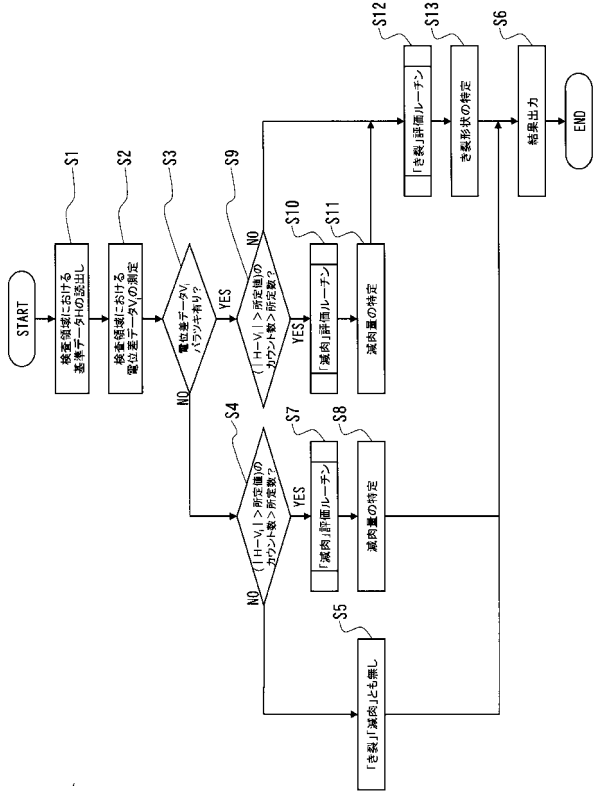 START
S1
検査領域における
基準データHの読出し
S2
検査領域における
電位差データViの測定
S3
電位差データVi
バラツキ有り?
NO
YES
S4
(|H−Vi|>所定値)の
カウント数>所定数?
NO
YES
S9
(|H−Vi|>所定値)の
カウント数>所定数?
NO
YES
S5
「き裂」「減肉」とも無し
S7
「減肉」評価ルーチン
S8
減肉量の特定
S10
「減肉」評価ルーチン
S11
減肉量の特定
S12
「き裂」評価ルーチン
S13
き裂形状の特定
S6
結果出力
END